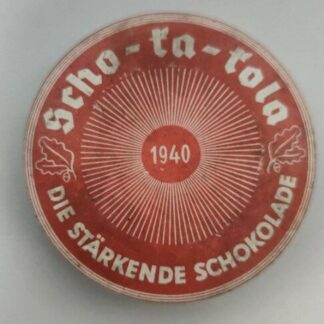 Scho-ka-kola
1940
DIE STÄRKENDE SCHOKOLADE